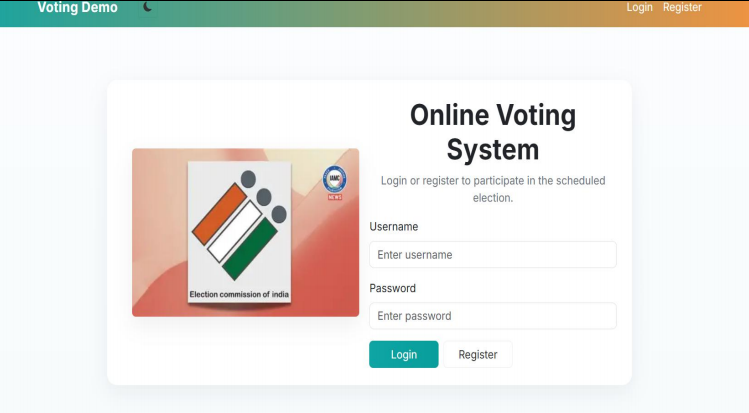 Voting Demo
Login Register
IAMC
Election commission of india
Online Voting
System
Login or register to participate in the scheduled
election.
Username
Enter username
Password
Enter password
Login Register